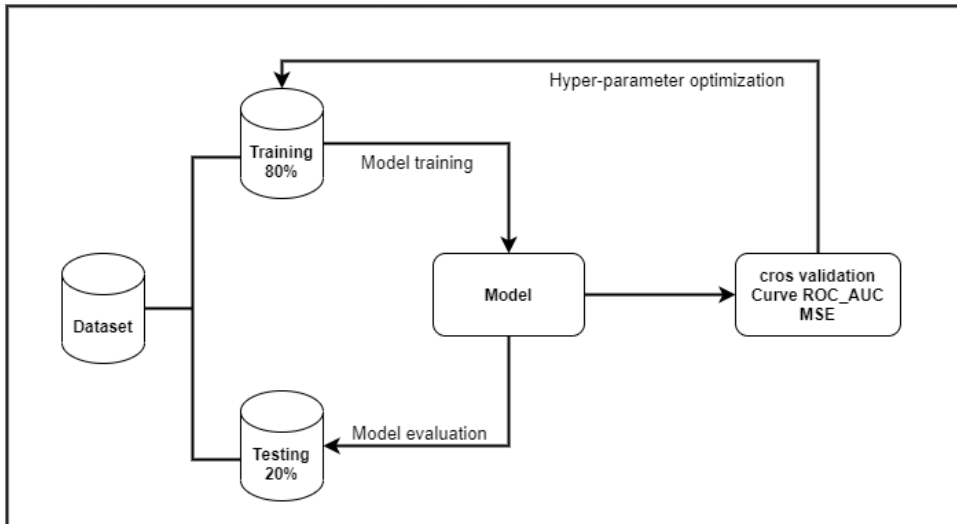 Hyper-parameter optimization
Training
80%
Model training
Dataset
Model
cros validation
Curve ROC_AUC
MSE
Model evaluation
Testing
20%